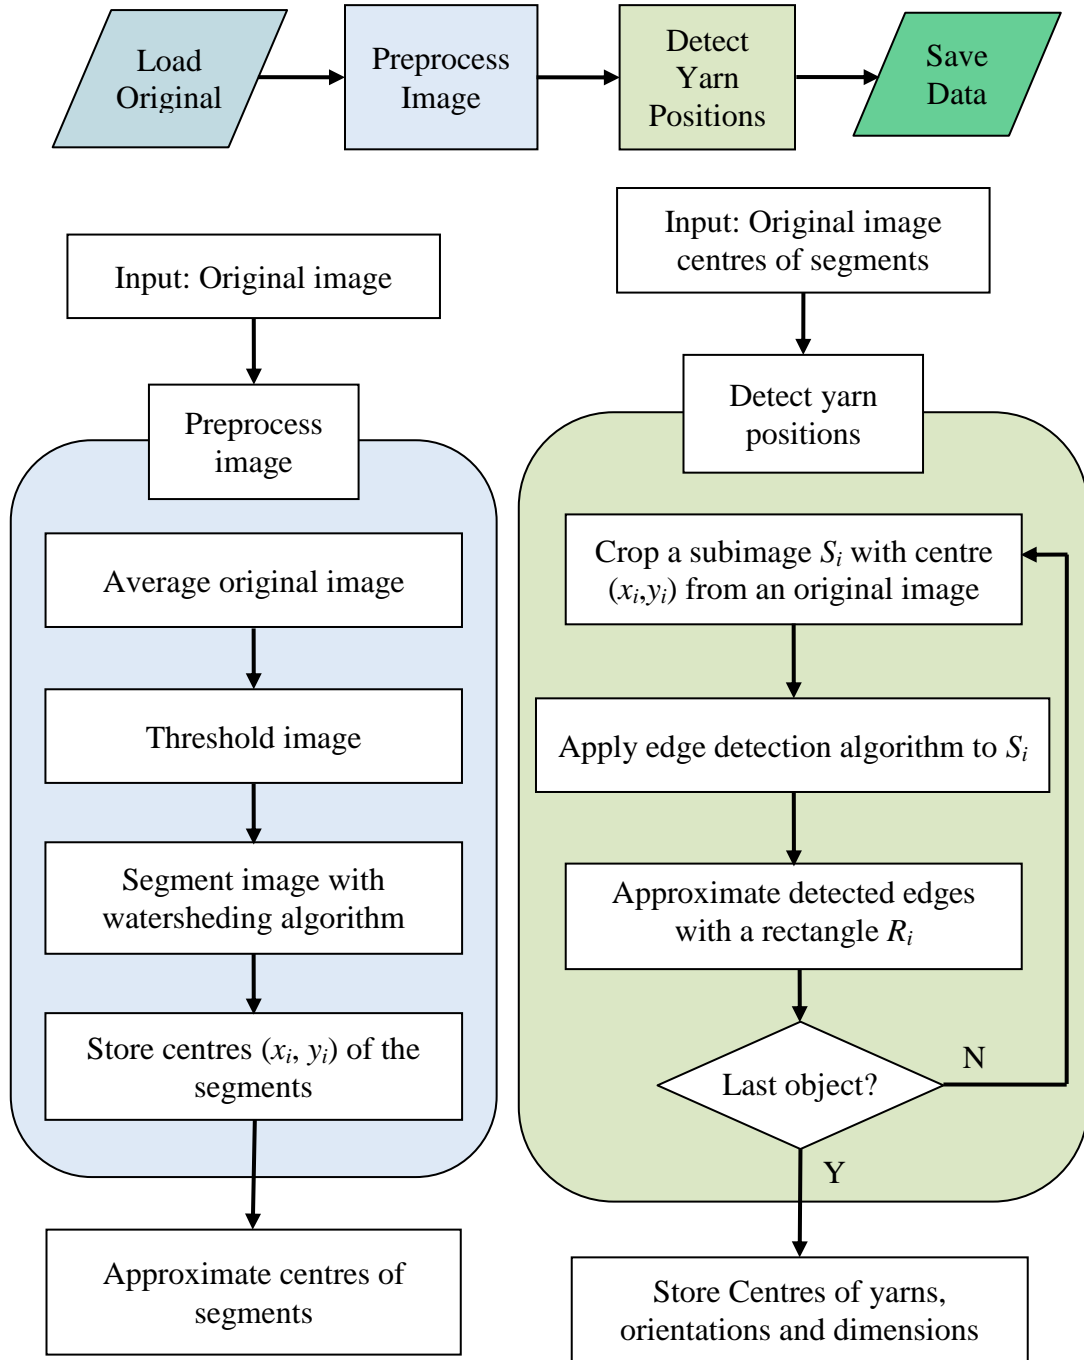 Load
Original
Preprocess
Image
Detect
Yarn
Positions
Save
Data
Input: Original image
Preprocess
image
Average original image
Threshold image
Segment image with
watersheding algorithm
Store centres (xᵢ, yᵢ) of the
segments
Approximate centres of
segments
Input: Original image
centres of segments
Detect yarn
positions
Crop a subimage Sᵢ with centre
(xᵢ,yᵢ) from an original image
Apply edge detection algorithm to Sᵢ
Approximate detected edges
with a rectangle Rᵢ
Last object?
N
Y
Store Centres of yarns,
orientations and dimensions